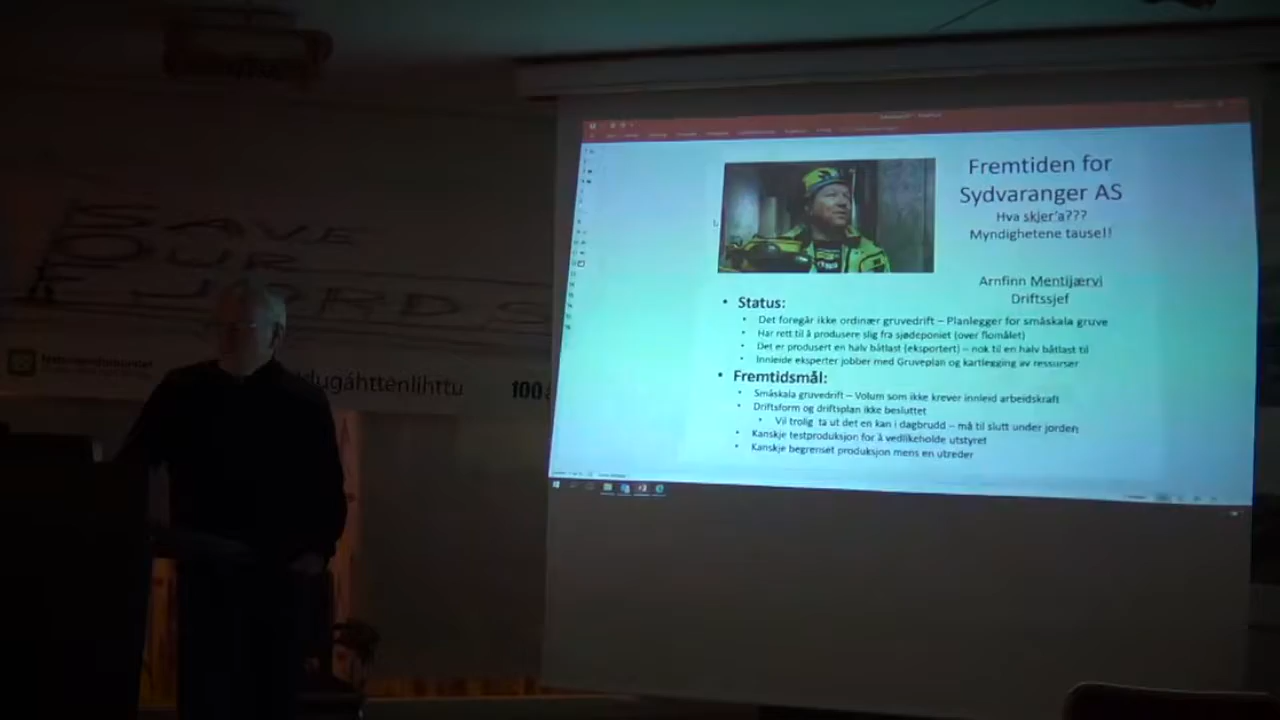 SAVE
OUR
FJORDS
Naturvernforbundet
100
Fremtiden for
Sydvaranger AS
Hva skjer'a???
Myndighetene tause!!
Arnfinn Mentijærvi
Driftssjef
• Status:
• Det foregår ikke ordinær gruvedrift – Planlegger for småskala gruve
• Har rett til å produsere slig fra sjødeponiet (over flomålet)
• Det er produsert en halv båtlast (eksportert) – nok til en halv båtlast til
• Innleide eksperter jobber med Gruveplan og kartlegging av ressurser
• Fremtidsmål:
• Småskala gruvedrift – Volum som ikke krever innleid arbeidskraft
• Driftsform og driftsplan ikke besluttet
• Vil trolig ta ut det en kan i dagbrudd – må til slutt under jorden
• Kanskje testproduksjon for å vedlikeholde utstyret
• Kanskje begrenset produksjon mens en utreder